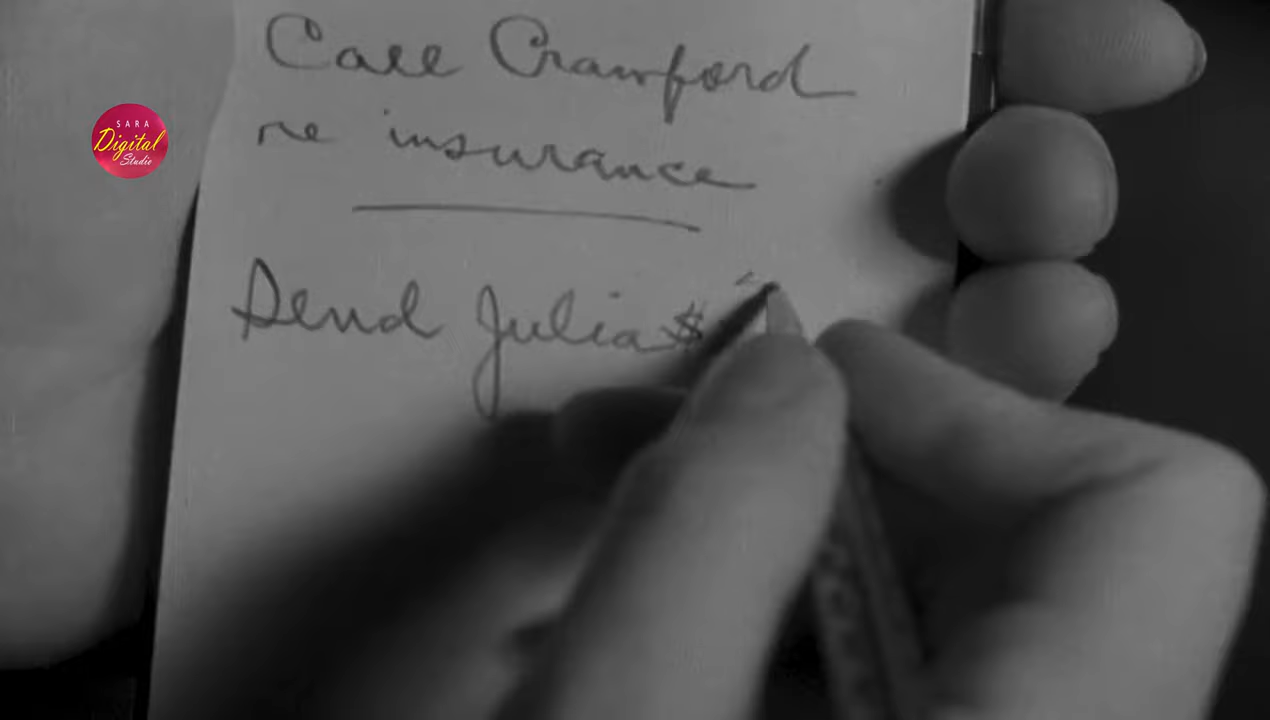 SARA
Digital
Studio
Call Crawford
re insurance
Send Julia $